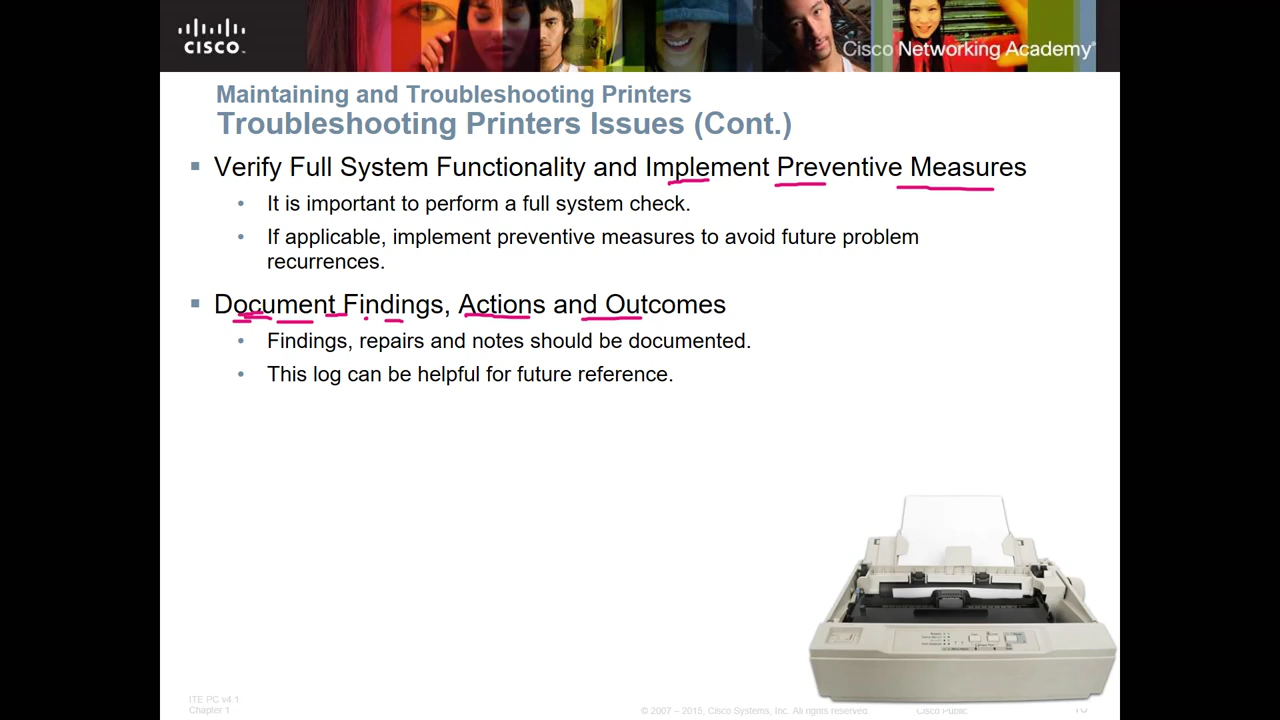 CISCO
Cisco Networking Academy®
Maintaining and Troubleshooting Printers
Troubleshooting Printers Issues (Cont.)
Verify Full System Functionality and Implement Preventive Measures
It is important to perform a full system check.
If applicable, implement preventive measures to avoid future problem
recurrences.
Document Findings, Actions and Outcomes
Findings, repairs and notes should be documented.
This log can be helpful for future reference.
ITE PC v4.1
Chapter 1
© 2007 – 2015, Cisco Systems, Inc. All rights reserved.
Cisco Public